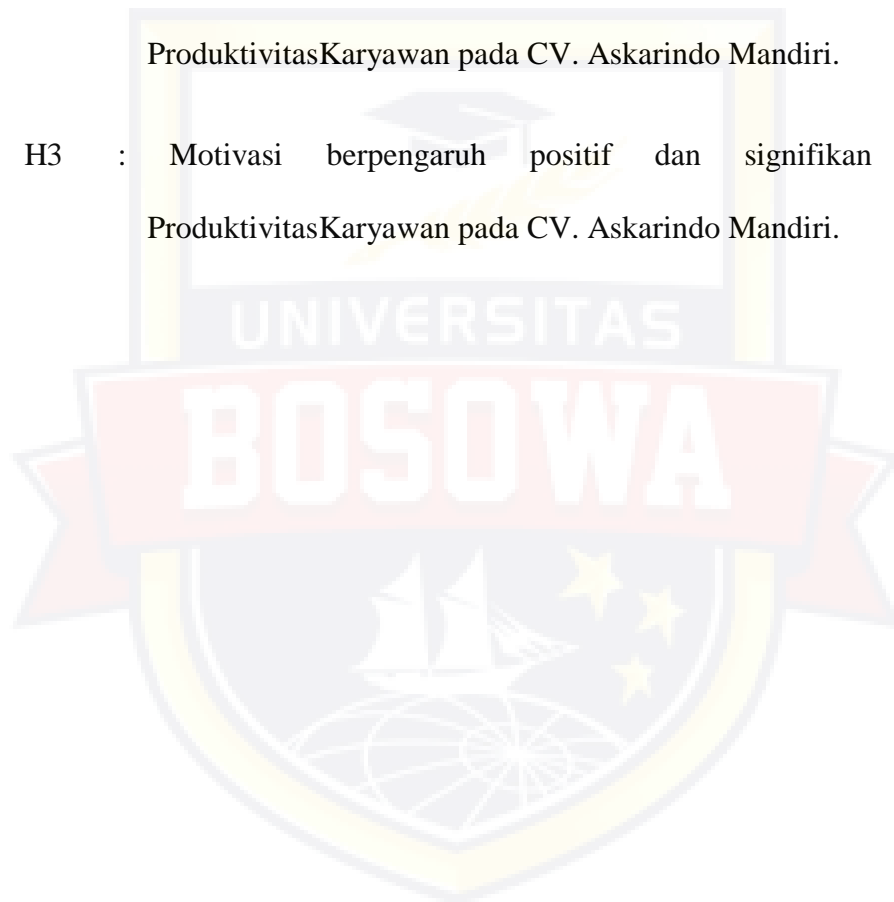 ProduktivitasKaryawan pada CV. Askarindo Mandiri.
H3 : Motivasi berpengaruh positif dan signifikan
ProduktivitasKaryawan pada CV. Askarindo Mandiri.
UNIVERSITAS
BOSOWA